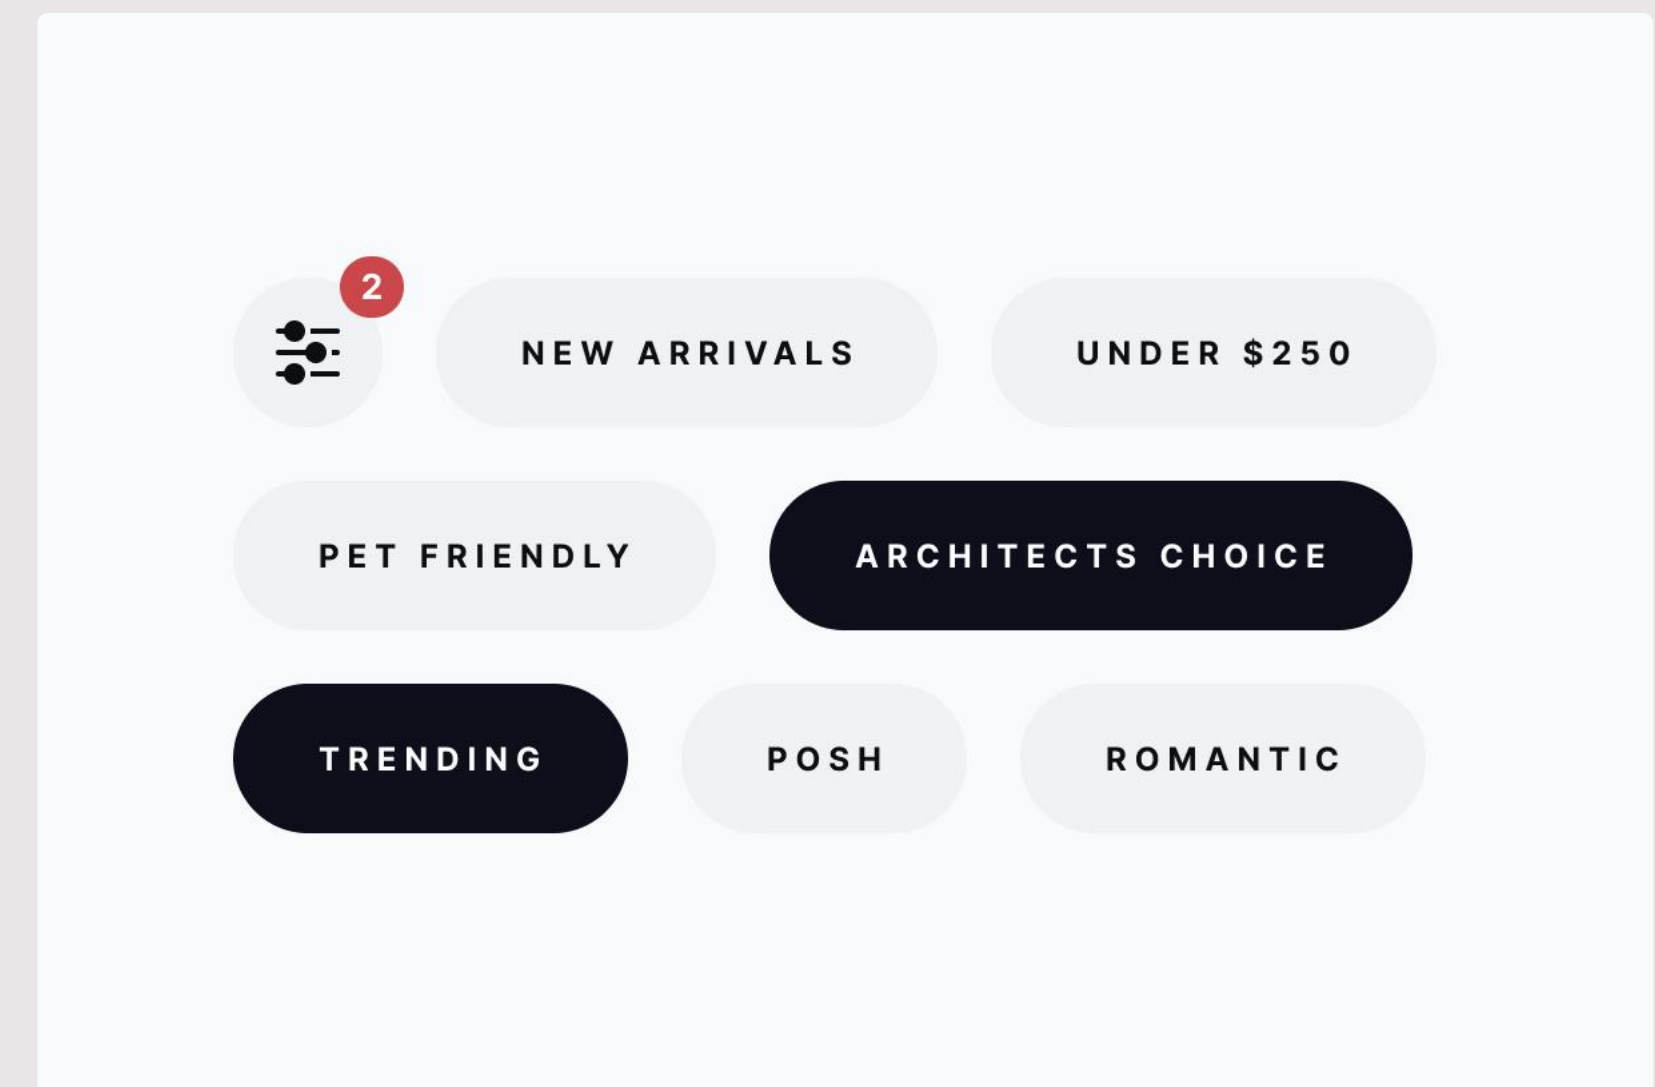 2
NEW ARRIVALS
UNDER $250
PET FRIENDLY
ARCHITECTS CHOICE
TRENDING
POSH
ROMANTIC